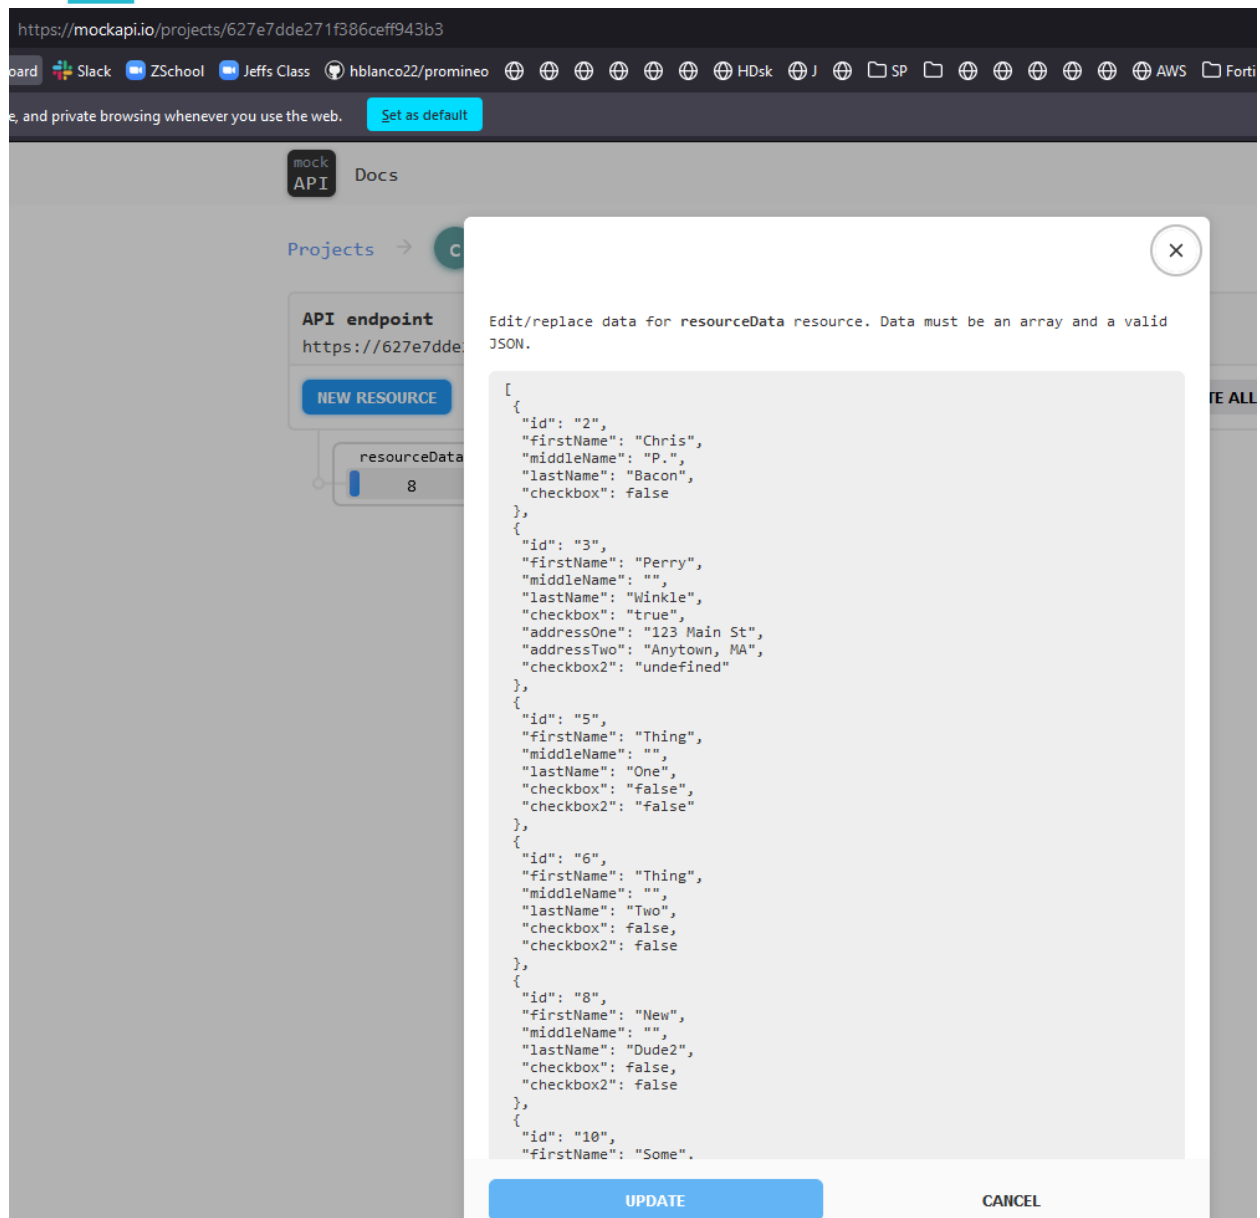 https://mockapi.io/projects/627e7dde271f386ceff943b3
oard Slack ZSchool Jeffs Class hblanco22/promineo HDsk J SP AWS Forti
e, and private browsing whenever you use the web. Set as default
mock
API Docs
Projects → C
API endpoint
https://627e7dde
NEW RESOURCE
TE ALL
resourceData
8
Edit/replace data for resourceData resource. Data must be an array and a valid
JSON.
[
{
"id": "2",
"firstName": "Chris",
"middleName": "P.",
"lastName": "Bacon",
"checkbox": false
},
{
"id": "3",
"firstName": "Perry",
"middleName": "",
"lastName": "Winkle",
"checkbox": "true",
"addressOne": "123 Main St",
"addressTwo": "Anytown, MA",
"checkbox2": "undefined"
},
{
"id": "5",
"firstName": "Thing",
"middleName": "",
"lastName": "One",
"checkbox": "false",
"checkbox2": "false"
},
{
"id": "6",
"firstName": "Thing",
"middleName": "",
"lastName": "Two",
"checkbox": false,
"checkbox2": false
},
{
"id": "8",
"firstName": "New",
"middleName": "",
"lastName": "Dude2",
"checkbox": false,
"checkbox2": false
},
{
"id": "10",
"firstName": "Some",
UPDATE CANCEL